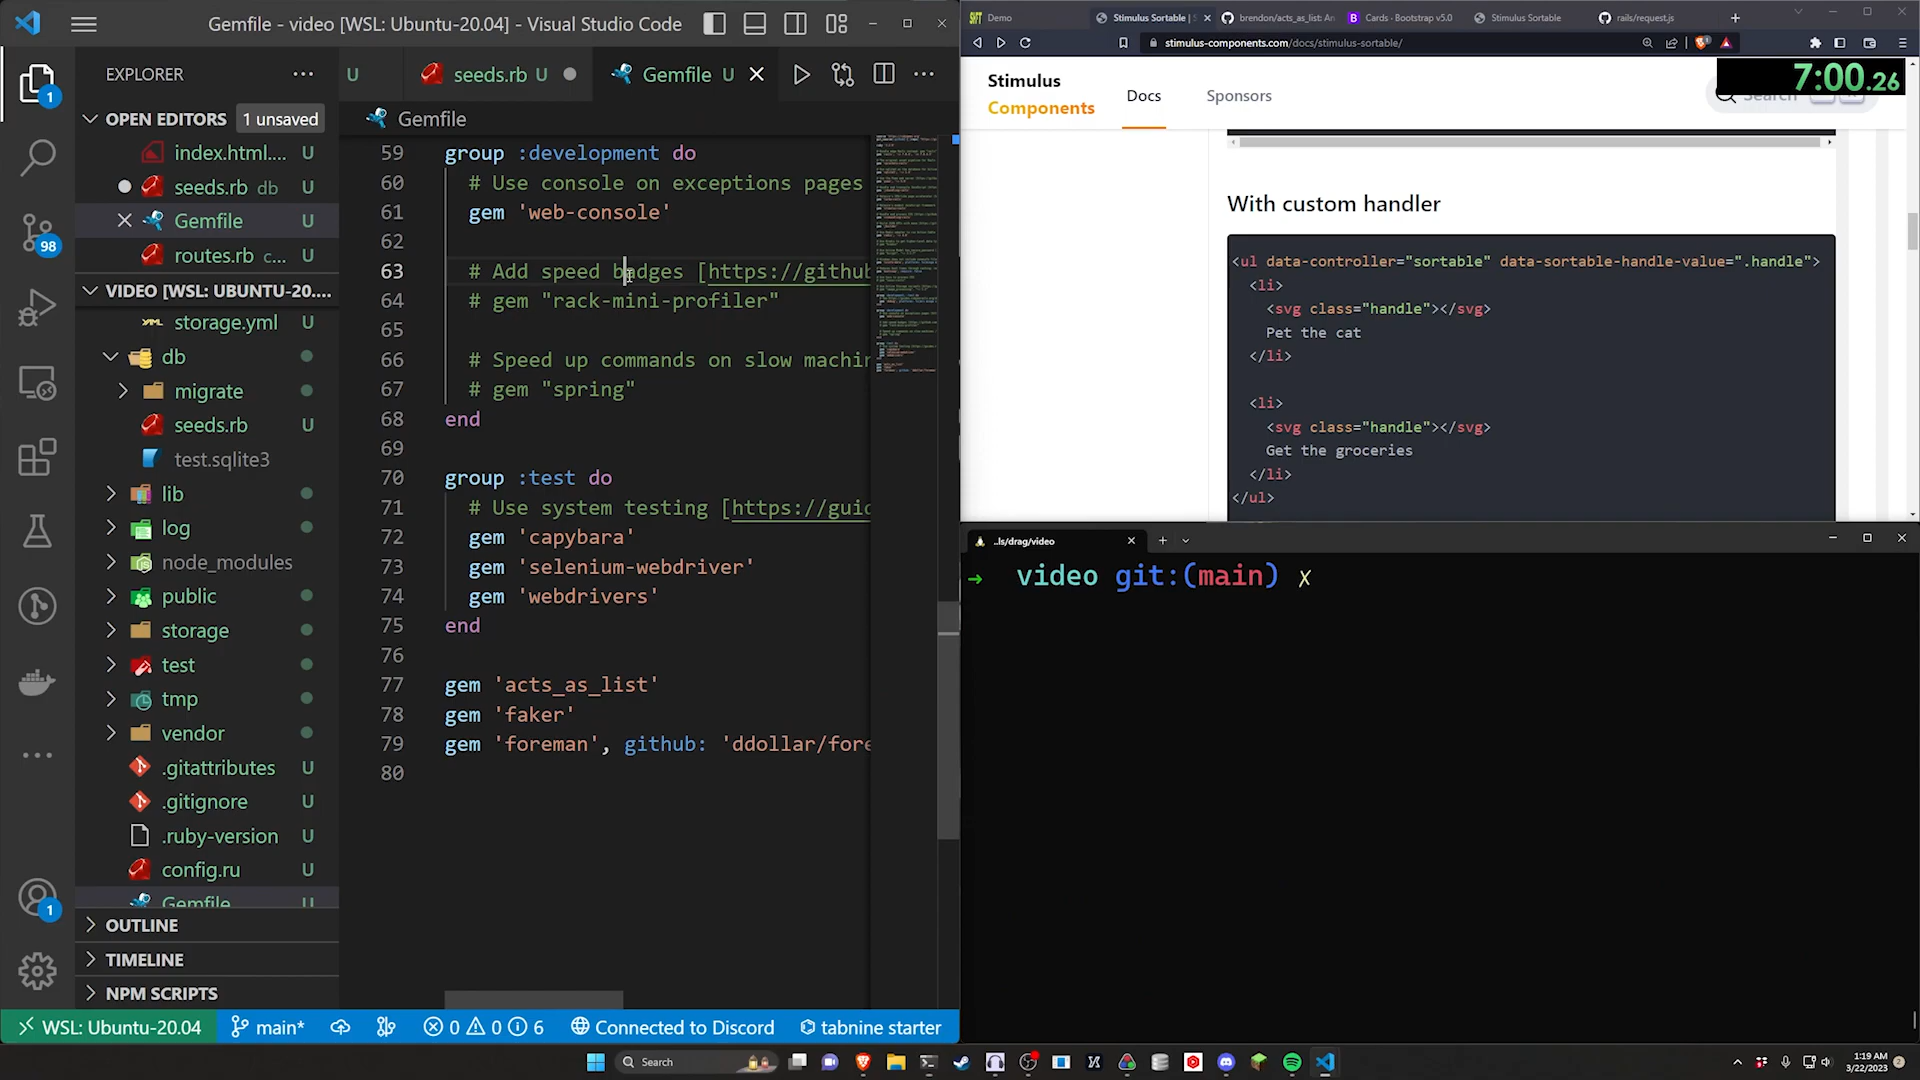 Gemfile - video [WSL: Ubuntu-20.04] - Visual Studio Code
EXPLORER
U
seeds.rb U
Gemfile U
OPEN EDITORS
1 unsaved
index.html.... U
seeds.rb db U
Gemfile U
routes.rb c... U
VIDEO [WSL: UBUNTU-20....
storage.yml U
db
migrate
seeds.rb U
test.sqlite3
lib
log
node_modules
public
storage
test
tmp
vendor
.gitattributes U
.gitignore U
.ruby-version U
config.ru U
Gemfile U
OUTLINE
TIMELINE
NPM SCRIPTS
1
98
1
Gemfile
59 group :development do
60 # Use console on exceptions pages
61 gem 'web-console'
62
63 # Add speed badges [https://github
64 # gem "rack-mini-profiler"
65
66 # Speed up commands on slow machin
67 # gem "spring"
68 end
69
70 group :test do
71 # Use system testing [https://guid
72 gem 'capybara'
73 gem 'selenium-webdriver'
74 gem 'webdrivers'
75 end
76
77 gem 'acts_as_list'
78 gem 'faker'
79 gem 'foreman', github: 'ddollar/fore
80
WSL: Ubuntu-20.04 main* 0 0 6 Connected to Discord tabnine starter
Demo
Stimulus Sortable |
brendon/acts_as_list: An
Cards · Bootstrap v5.0
Stimulus Sortable
rails/request.js
stimulus-components.com/docs/stimulus-sortable/
Stimulus
Components
Docs
Sponsors
Search
7:00.26
With custom handler
<ul data-controller="sortable" data-sortable-handle-value=".handle">
<li>
<svg class="handle"></svg>
Pet the cat
</li>
<li>
<svg class="handle"></svg>
Get the groceries
</li>
</ul>
..ls/drag/video
➜ video git:(main) ✗
Search
1:19 AM
3/22/2023